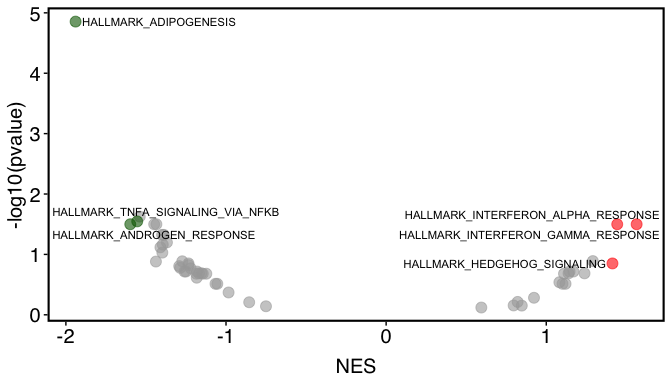 5
HALLMARK_ADIPOGENESIS
4
3
2
1
0
-log10(pvalue)
HALLMARK_TNFA_SIGNALING_VIA_NFKB
HALLMARK_ANDROGEN_RESPONSE
HALLMARK_INTERFERON_ALPHA_RESPONSE
HALLMARK_INTERFERON_GAMMA_RESPONSE
HALLMARK_HEDGEHOG_SIGNALING
-2 -1 0 1
NES